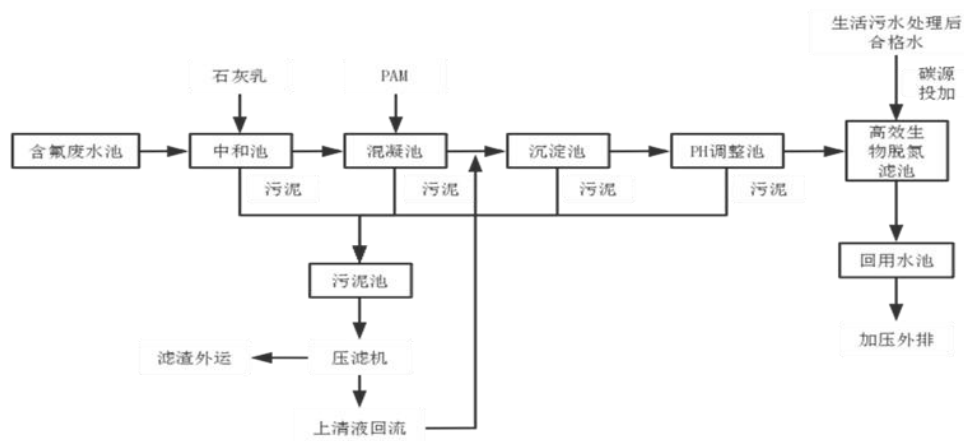 生活污水处理后
合格水
石灰乳
PAM
碳源
投加
含氟废水池
中和池
混凝池
沉淀池
PH调整池
高效生
物脱氮
滤池
污泥
污泥
污泥
污泥
回用水池
污泥池
加压外排
滤渣外运
压滤机
上清液回流